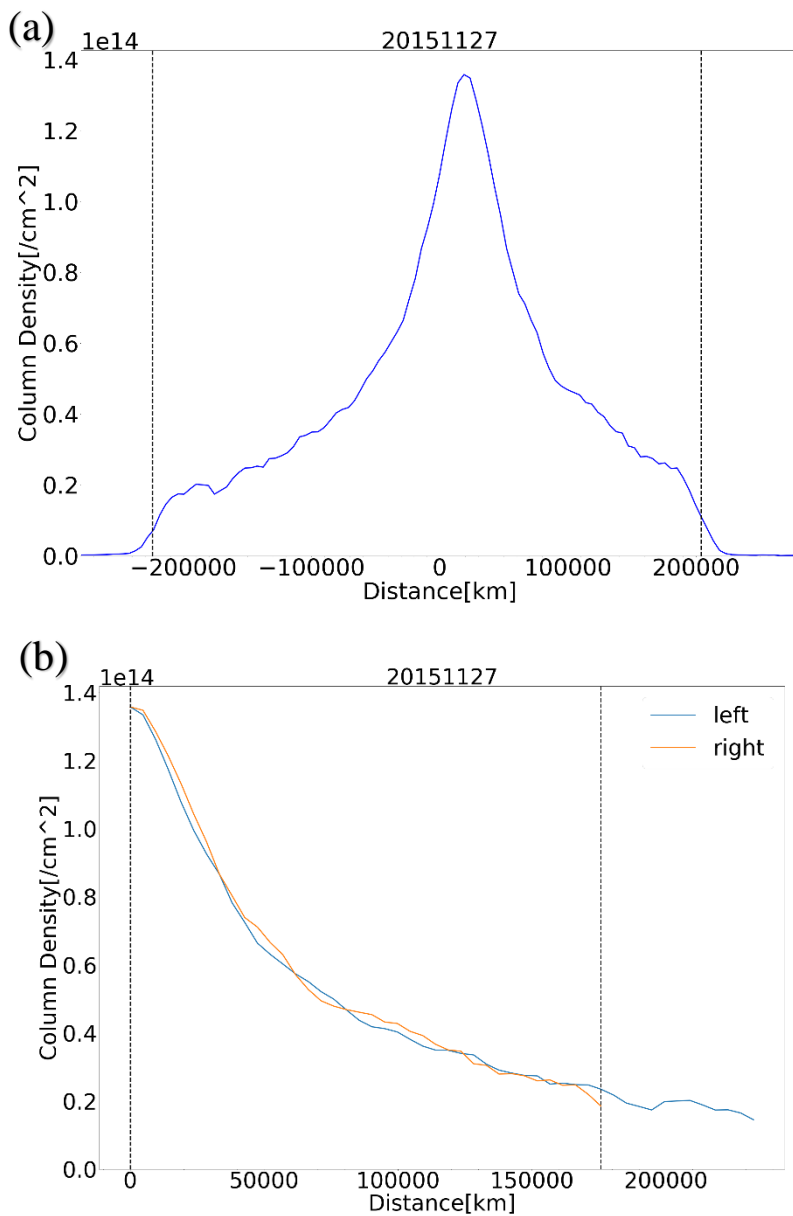 (a)
1e14
20151127
1.4
1.2
1.0
0.8
0.6
0.4
0.2
0.0
Column Density[/cm^2]
−200000 −100000 0 100000 200000
Distance[km]
(b)
1e14
20151127
left
right
1.4
1.2
1.0
0.8
0.6
0.4
0.2
0.0
Column Density[/cm^2]
0 50000 100000 150000 200000
Distance[km]